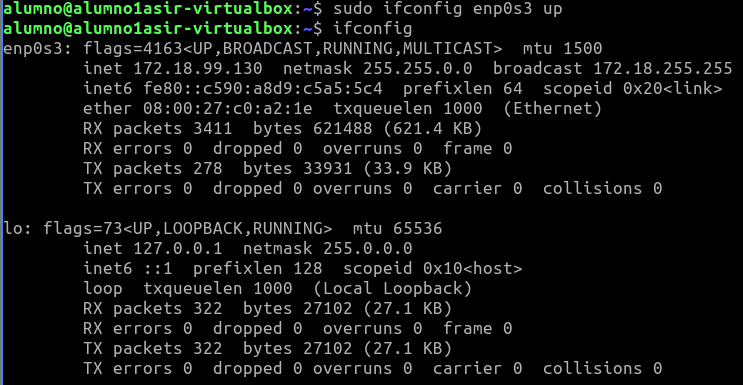 alumno@alumno1asir-virtualbox:~$ sudo ifconfig enp0s3 up
alumno@alumno1asir-virtualbox:~$ ifconfig
enp0s3: flags=4163<UP,BROADCAST,RUNNING,MULTICAST>  mtu 1500
        inet 172.18.99.130  netmask 255.255.0.0  broadcast 172.18.255.255
        inet6 fe80::c590:a8d9:c5a5:5c4  prefixlen 64  scopeid 0x20<link>
        ether 08:00:27:c0:a2:1e  txqueuelen 1000  (Ethernet)
        RX packets 3411  bytes 621488 (621.4 KB)
        RX errors 0  dropped 0  overruns 0  frame 0
        TX packets 278  bytes 33931 (33.9 KB)
        TX errors 0  dropped 0 overruns 0  carrier 0  collisions 0

lo: flags=73<UP,LOOPBACK,RUNNING>  mtu 65536
        inet 127.0.0.1  netmask 255.0.0.0
        inet6 ::1  prefixlen 128  scopeid 0x10<host>
        loop  txqueuelen 1000  (Local Loopback)
        RX packets 322  bytes 27102 (27.1 KB)
        RX errors 0  dropped 0  overruns 0  frame 0
        TX packets 322  bytes 27102 (27.1 KB)
        TX errors 0  dropped 0 overruns 0  carrier 0  collisions 0